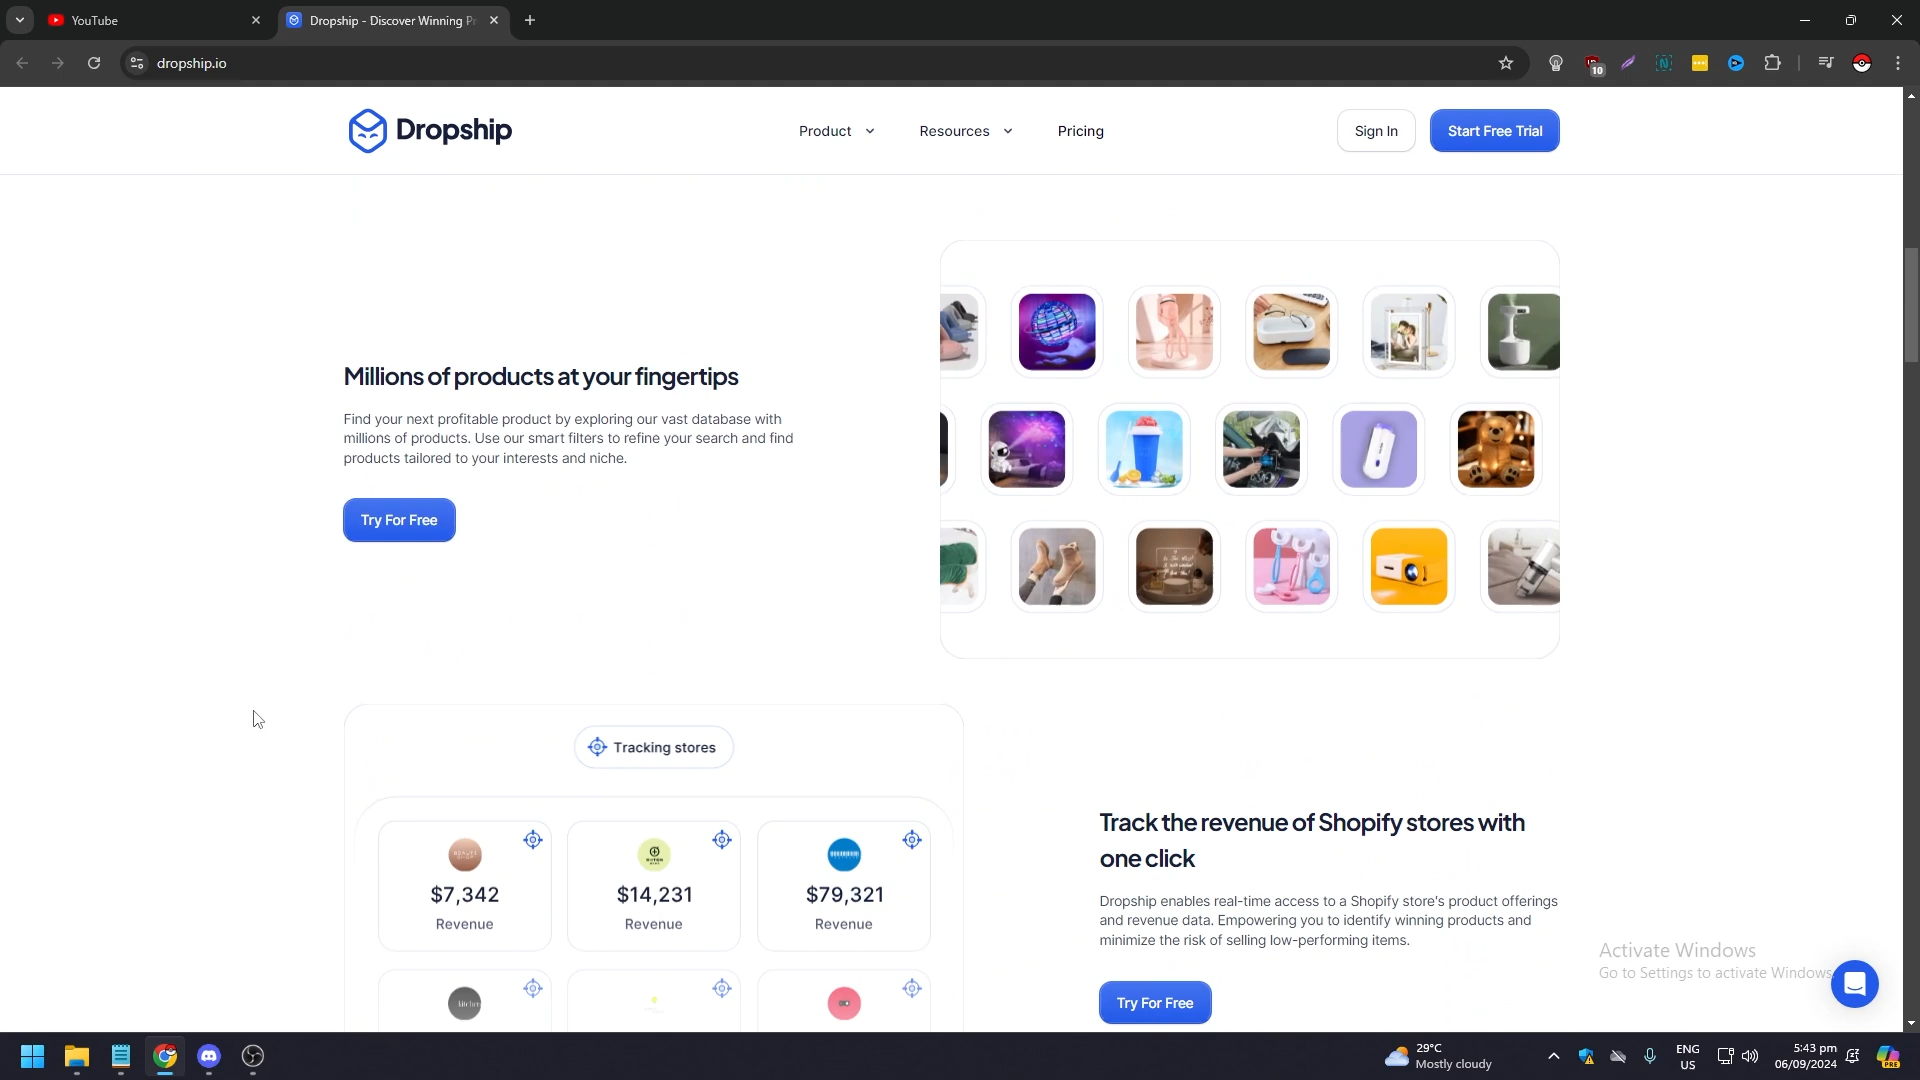 YouTube
Dropship - Discover Winning Pr
dropship.io
10
Dropship
Product
Resources
Pricing
Sign In
Start Free Trial
Millions of products at your fingertips
Find your next profitable product by exploring our vast database with
millions of products. Use our smart filters to refine your search and find
products tailored to your interests and niche.
Try For Free
Tracking stores
$7,342
Revenue
$14,231
Revenue
$79,321
Revenue
Track the revenue of Shopify stores with
one click
Dropship enables real-time access to a Shopify store's product offerings
and revenue data. Empowering you to identify winning products and
minimize the risk of selling low-performing items.
Try For Free
Activate Windows
Go to Settings to activate Windows.
29°C
Mostly cloudy
ENG
US
5:43 pm
06/09/2024
PRE